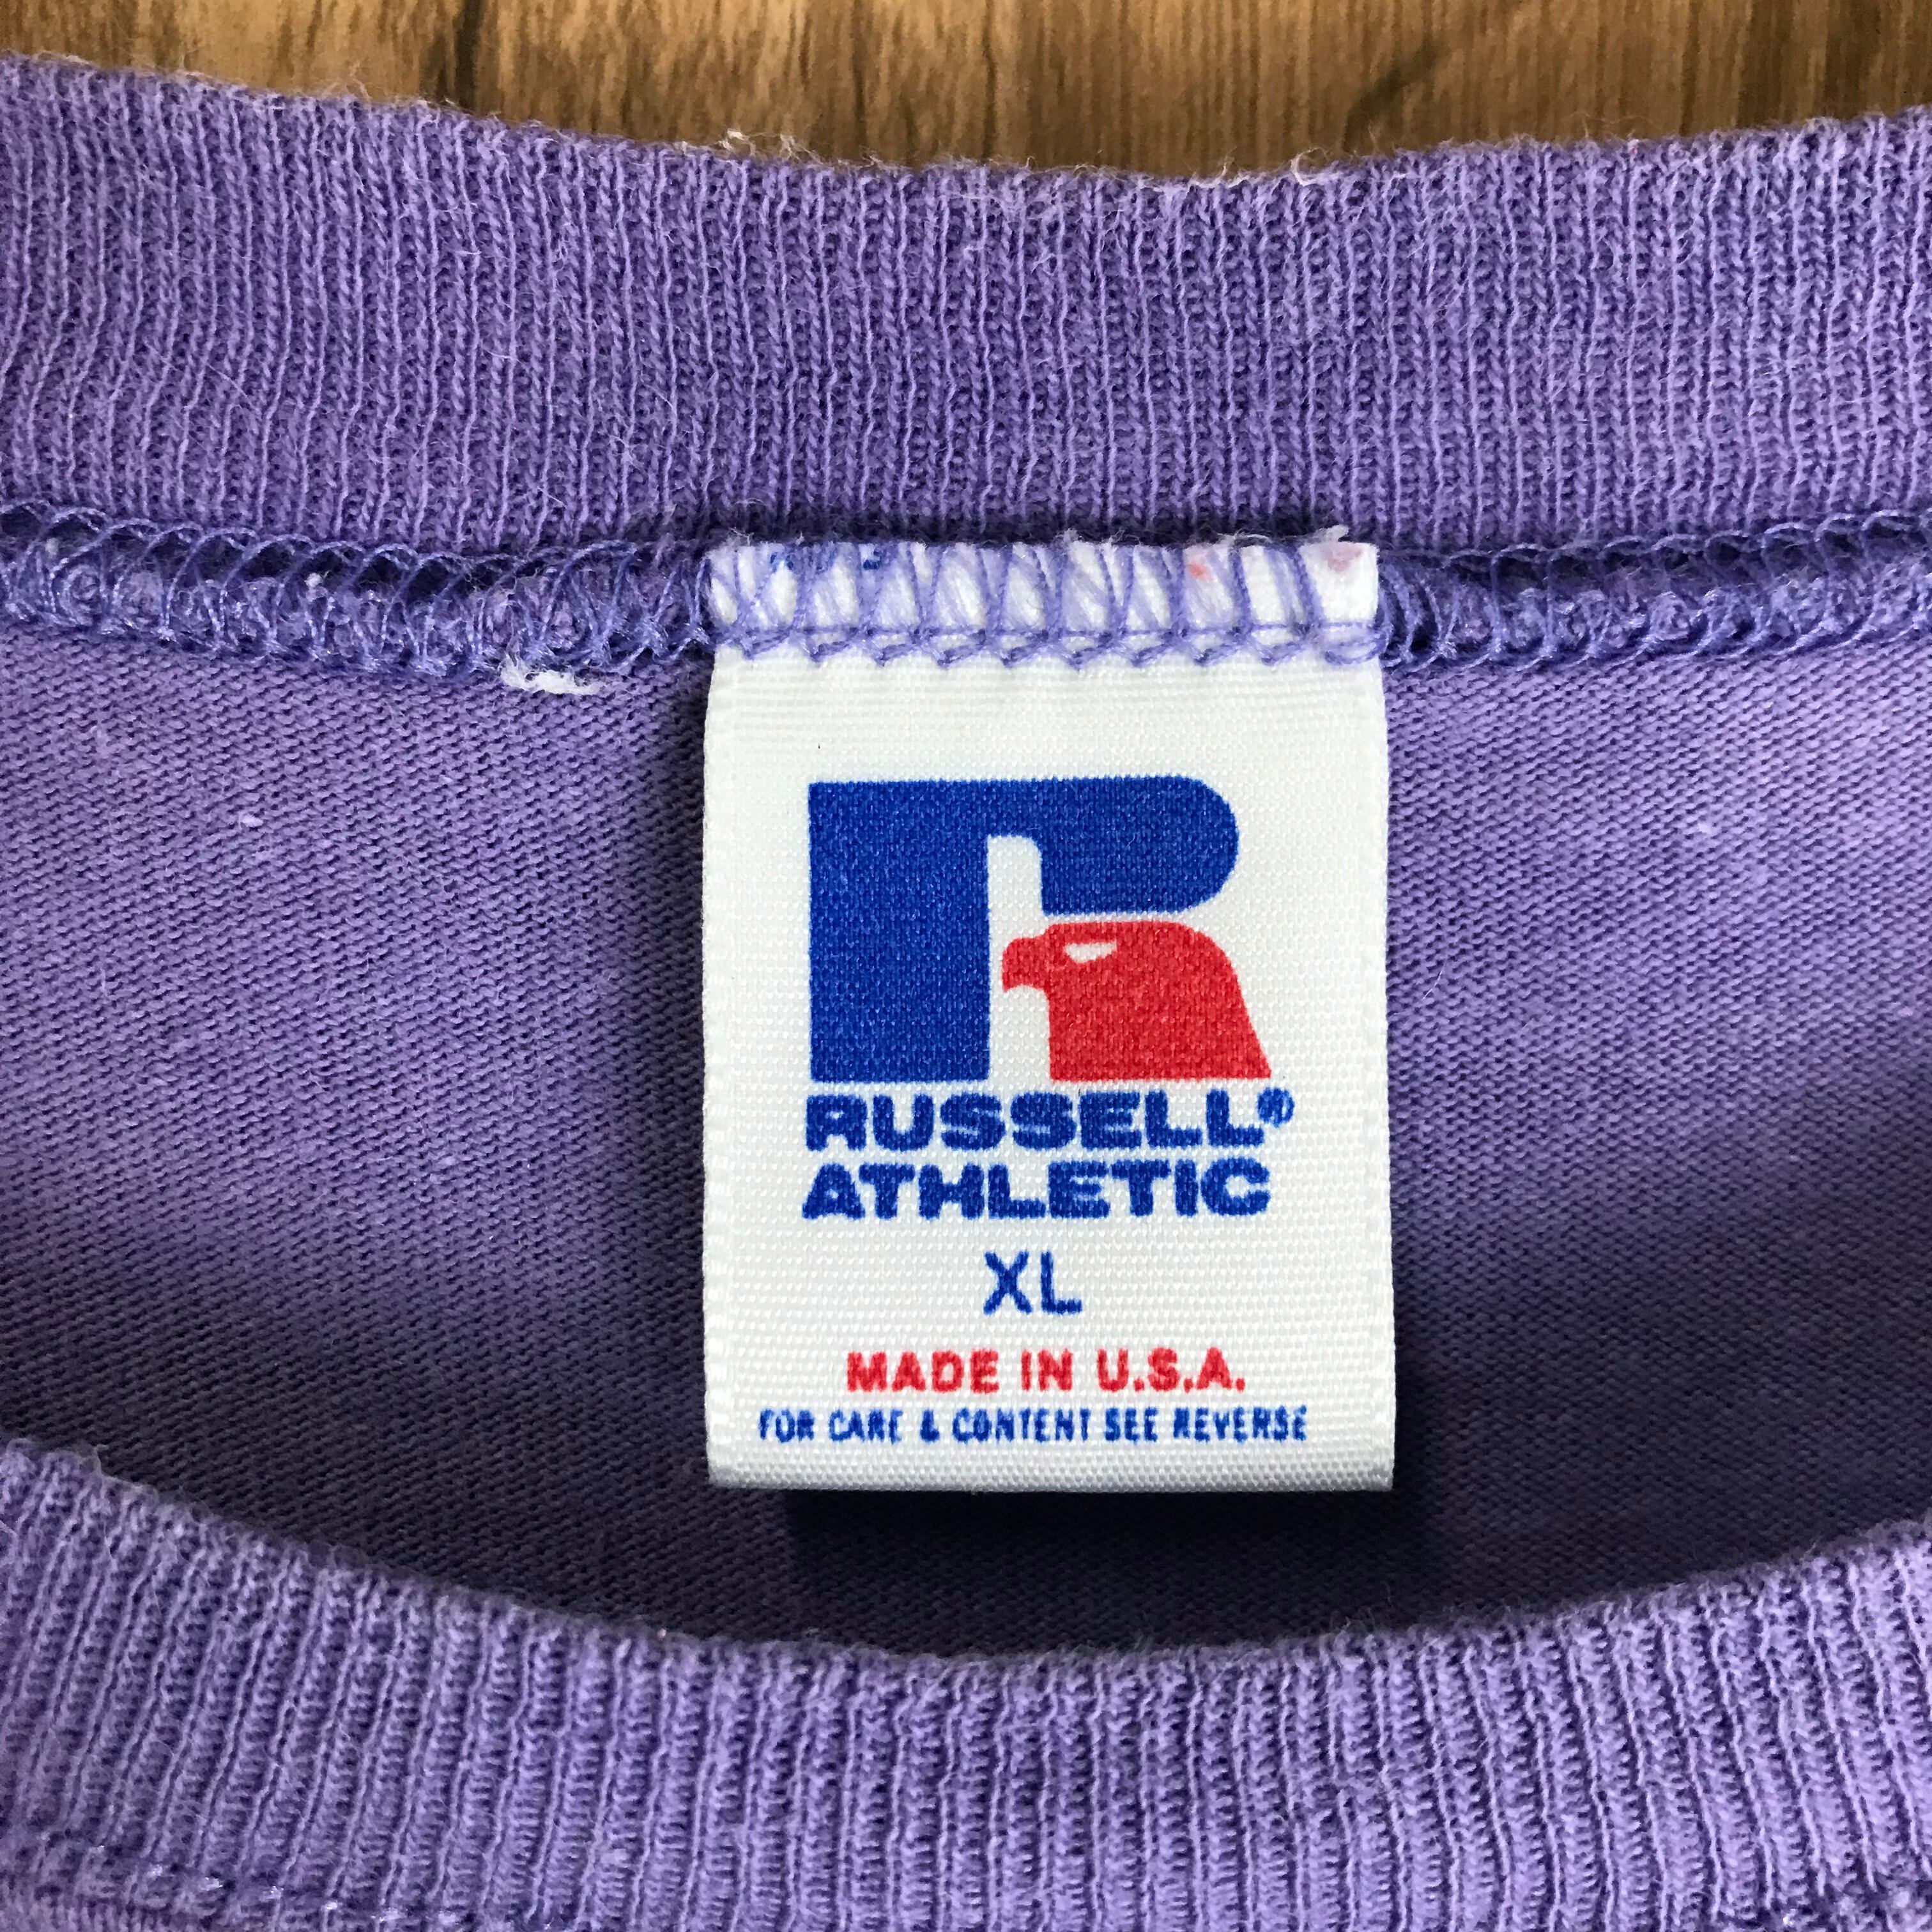 RUSSELL®
ATHLETIC
XL
MADE IN U.S.A.
FOR CARE & CONTENT SEE REVERSE